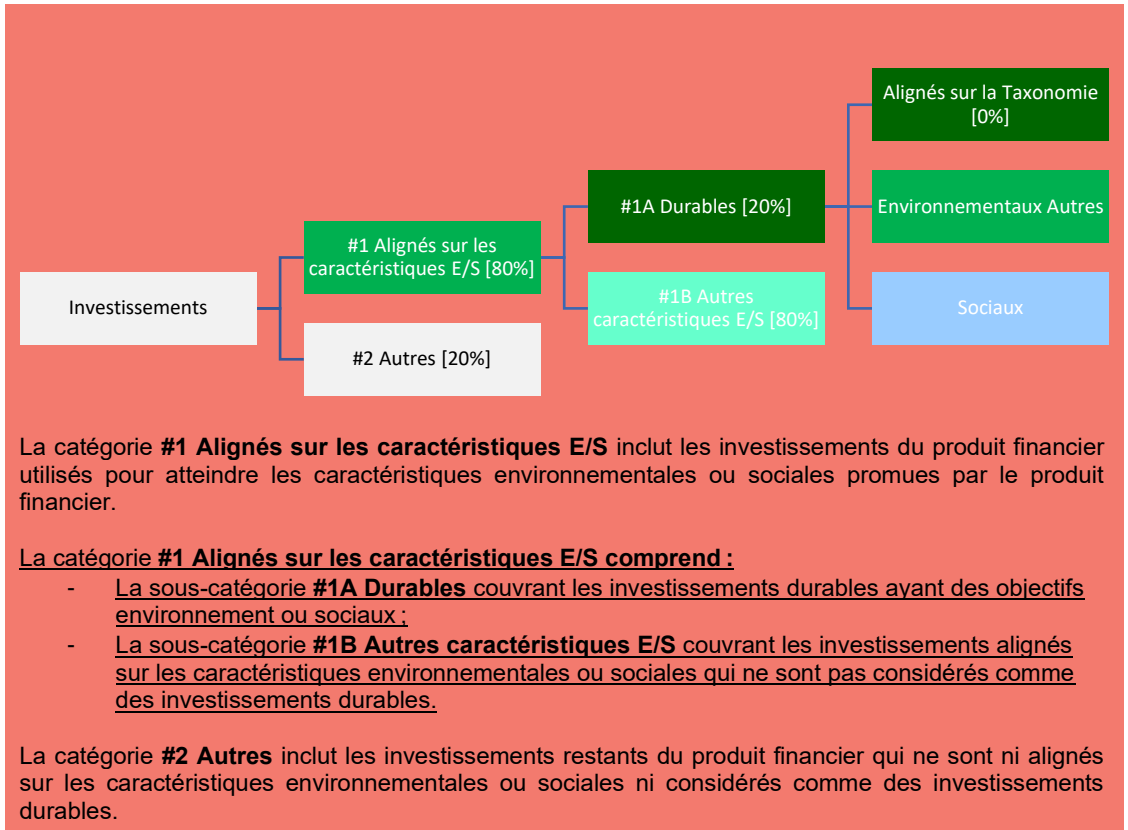 Alignés sur la Taxonomie
[0%]
#1A Durables [20%]
Environnementaux Autres
#1 Alignés sur les
caractéristiques E/S [80%]
Investissements
#1B Autres
caractéristiques E/S [80%]
Sociaux
#2 Autres [20%]
La catégorie #1 Alignés sur les caractéristiques E/S inclut les investissements du produit financier
utilisés pour atteindre les caractéristiques environnementales ou sociales promues par le produit
financier.
La catégorie #1 Alignés sur les caractéristiques E/S comprend :
- La sous-catégorie #1A Durables couvrant les investissements durables ayant des objectifs
environnement ou sociaux ;
- La sous-catégorie #1B Autres caractéristiques E/S couvrant les investissements alignés
sur les caractéristiques environnementales ou sociales qui ne sont pas considérés comme
des investissements durables.
La catégorie #2 Autres inclut les investissements restants du produit financier qui ne sont ni alignés
sur les caractéristiques environnementales ou sociales ni considérés comme des investissements
durables.